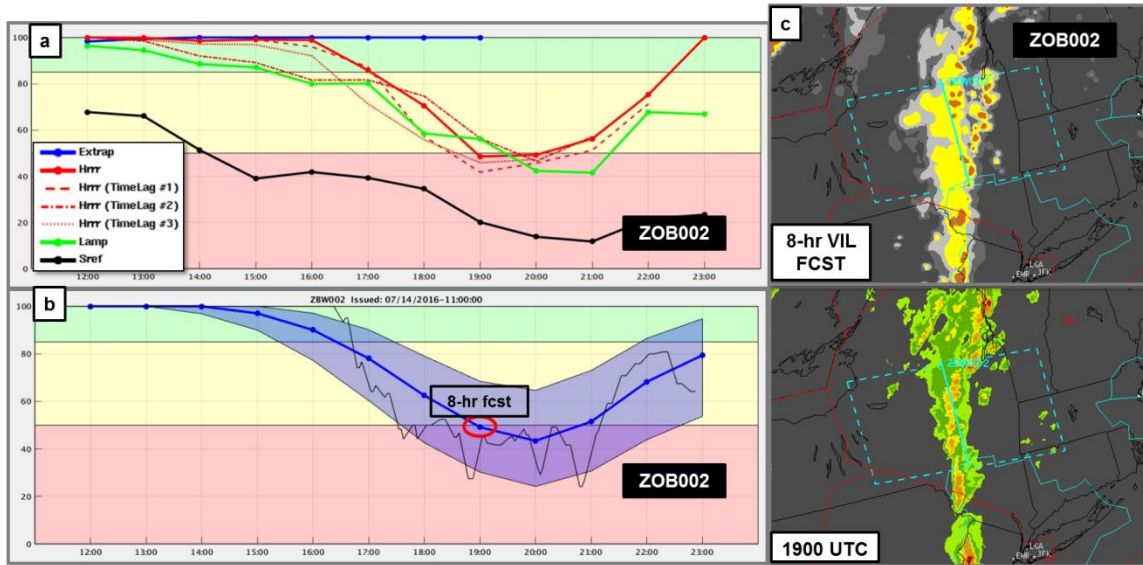 a
100
80
60
40
20
0
Extrap
Hrrr
Hrrr (TimeLag #1)
Hrrr (TimeLag #2)
Hrrr (TimeLag #3)
Lamp
Sref
ZOB002
12:00 13:00 14:00 15:00 16:00 17:00 18:00 19:00 20:00 21:00 22:00 23:00
b
ZBW002 Issued: 07/14/2016-11:00:00
100
80
60
40
20
0
8-hr fcst
ZOB002
12:00 13:00 14:00 15:00 16:00 17:00 18:00 19:00 20:00 21:00 22:00 23:00
c
ZOB002
8-hr VIL
FCST
LGA
EWR JFK
1900 UTC
LGA
EWR JFK